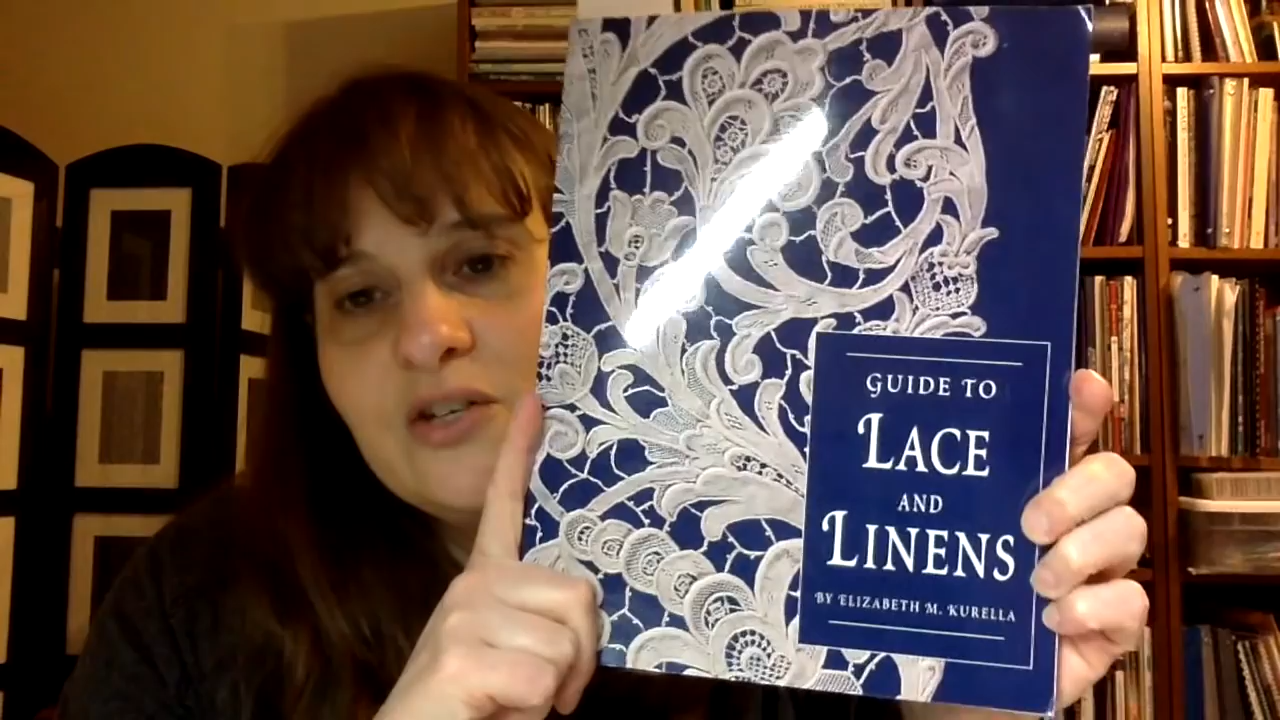 GUIDE TO
LACE
AND
LINENS
BY ELIZABETH M. KURELLA